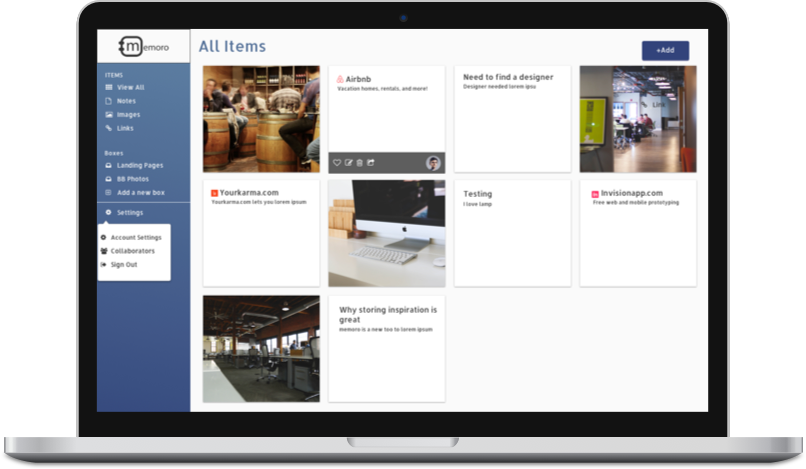 memoro
ITEMS
View All
Notes
Images
Links
Boxes
Landing Pages
BB Photos
Add a new box
Settings
Account Settings
Collaborators
Sign Out
All Items
+Add
Airbnb
Vacation homes, rentals, and more!
Need to find a designer
Designer needed lorem ipsu
Link
Yourkarma.com
Yourkarma.com lets you lorem ipsum
Testing
I love lamp
in Invisionapp.com
Free web and mobile prototyping
Why storing inspiration is
great
memoro is a new too to lorem ipsum